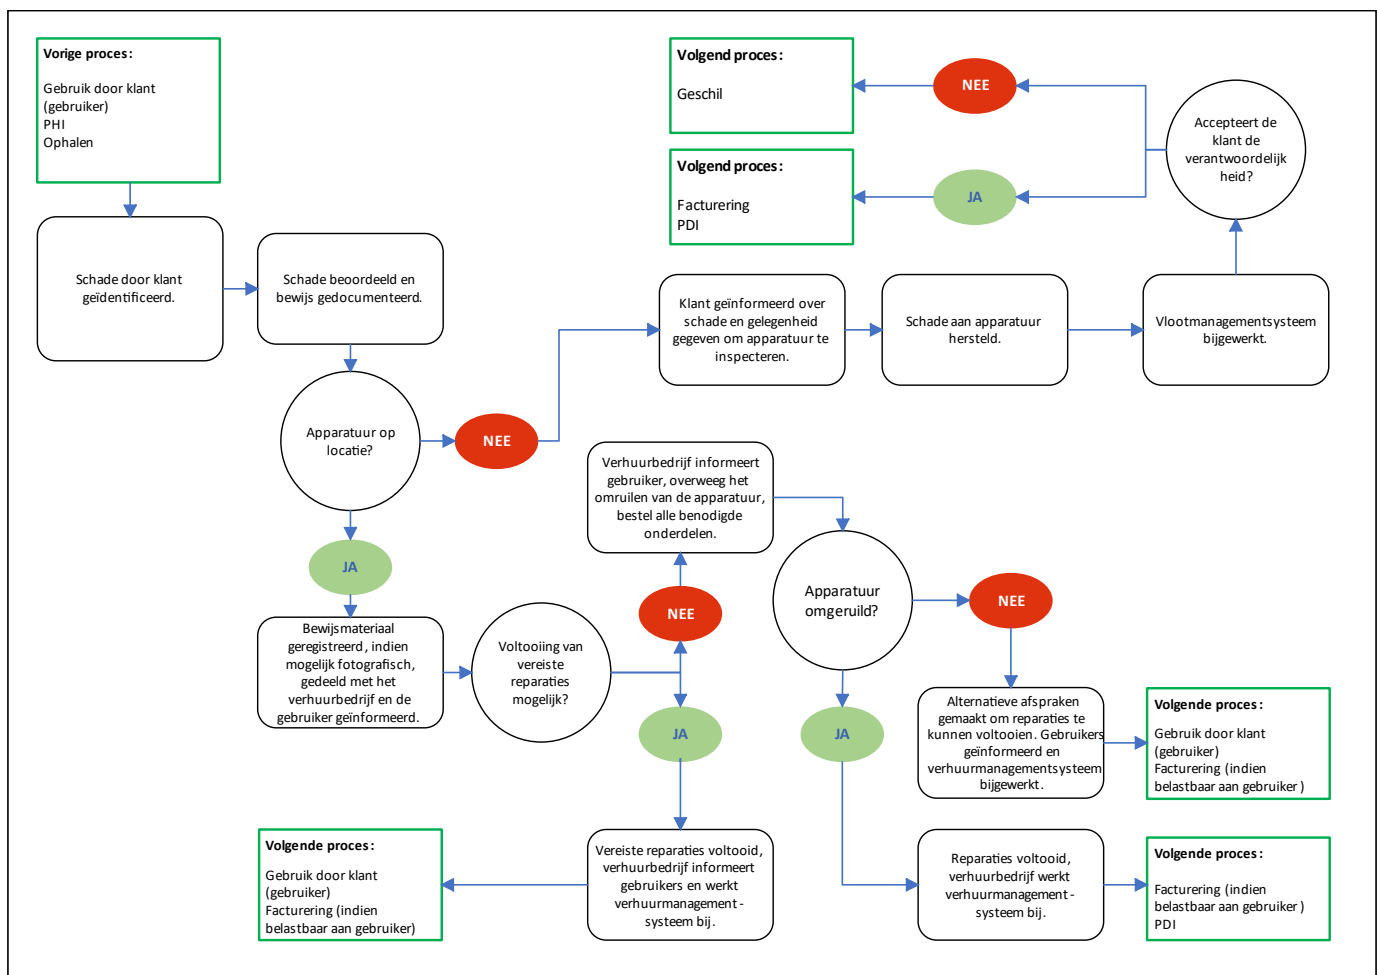 Vorige proces:
Gebruik door klant
(gebruiker)
PHI
Ophalen
Schade door klant
geïdentificeerd.
Schade beoordeeld en
bewijs gedocumenteerd.
Apparatuur op
locatie?
NEE
Klant geïnformeerd over
schade en gelegenheid
gegeven om apparatuur te
inspecteren.
Schade aan apparatuur
hersteld.
Vlootmanagementsysteem
bijgewerkt.
Accepteert de
klant de
verantwoordelijk
heid?
NEE
Volgend proces:
Geschil
JA
Volgend proces:
Facturering
PDI
JA
Bewijsmateriaal
geregistreerd, indien
mogelijk fotografisch,
gedeeld met het
verhuurbedrijf en de
gebruiker geïnformeerd.
Voltooiing van
vereiste
reparaties
mogelijk?
NEE
Verhuurbedrijf informeert
gebruiker, overweeg het
omruilen van de apparatuur,
bestel alle benodigde
onderdelen.
Apparatuur
omgeruild?
NEE
Alternatieve afspraken
gemaakt om reparaties te
kunnen voltooien. Gebruikers
geïnformeerd en
verhuurmanagementsysteem
bijgewerkt.
Volgende proces:
Gebruik door klant
(gebruiker)
Facturering (indien
belastbaar aan gebruiker )
JA
Reparaties voltooid,
verhuurbedrijf werkt
verhuurmanagement -
systeem bij.
Volgende proces:
Facturering (indien
belastbaar aan gebruiker )
PDI
JA
Vereiste reparaties voltooid,
verhuurbedrijf informeert
gebruikers en werkt
verhuurmanagement -
systeem bij.
Volgende proces:
Gebruik door klant
(gebruiker)
Facturering (indien
belastbaar aan gebruiker)